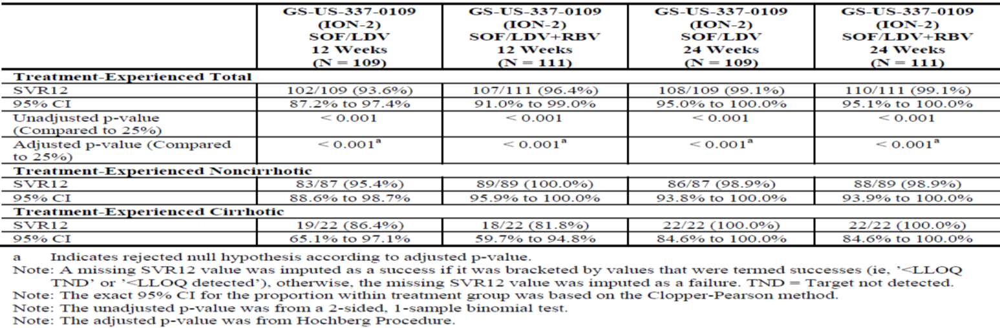 GS-US-337-0109 (ION-2) SOF/LDV 12 Weeks (N = 109)
GS-US-337-0109 (ION-2) SOF/LDV+RBV 12 Weeks (N = 111)
GS-US-337-0109 (ION-2) SOF/LDV 24 Weeks (N = 109)
GS-US-337-0109 (ION-2) SOF/LDV+RBV 24 Weeks (N = 111)
Treatment-Experienced Total
SVR12 102/109 (93.6%) 107/111 (96.4%) 108/109 (99.1%) 110/111 (99.1%)
95% CI 87.2% to 97.4% 91.0% to 99.0% 95.0% to 100.0% 95.1% to 100.0%
Unadjusted p-value (Compared to 25%) < 0.001 < 0.001 < 0.001 < 0.001
Adjusted p-value (Compared to 25%) < 0.001a < 0.001a < 0.001a < 0.001a
Treatment-Experienced Noncirrhotic
SVR12 83/87 (95.4%) 89/89 (100.0%) 86/87 (98.9%) 88/89 (98.9%)
95% CI 88.6% to 98.7% 95.9% to 100.0% 93.8% to 100.0% 93.9% to 100.0%
Treatment-Experienced Cirrhotic
SVR12 19/22 (86.4%) 18/22 (81.8%) 22/22 (100.0%) 22/22 (100.0%)
95% CI 65.1% to 97.1% 59.7% to 94.8% 84.6% to 100.0% 84.6% to 100.0%
a Indicates rejected null hypothesis according to adjusted p-value.
Note: A missing SVR12 value was imputed as a success if it was bracketed by values that were termed successes (ie, '<LLOQ
TND' or '<LLOQ detected'), otherwise, the missing SVR12 value was imputed as a failure. TND = Target not detected.
Note: The exact 95% CI for the proportion within treatment group was based on the Clopper-Pearson method.
Note: The unadjusted p-value was from a 2-sided, 1-sample binomial test.
Note: The adjusted p-value was from Hochberg Procedure.